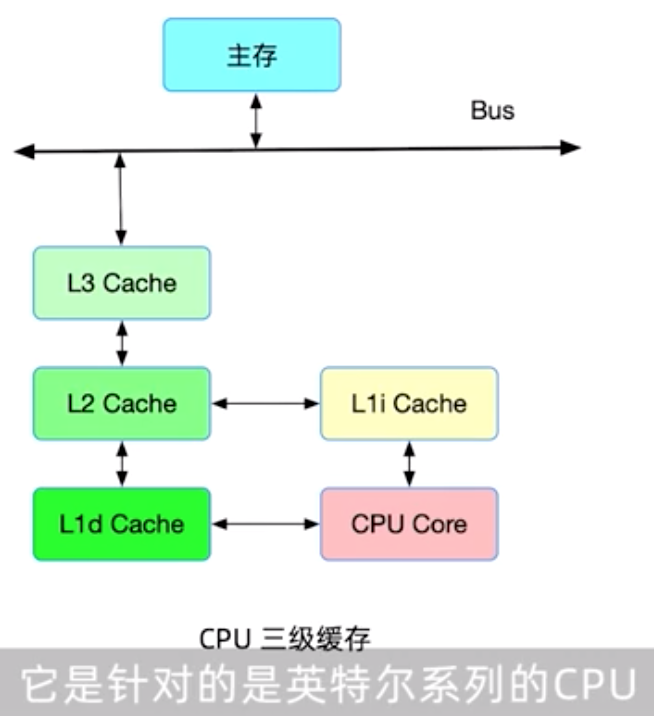 主存
Bus
L3 Cache
L2 Cache
L1i Cache
L1d Cache
CPU Core
CPU 三级缓存
它是针对的是英特尔系列的CPU